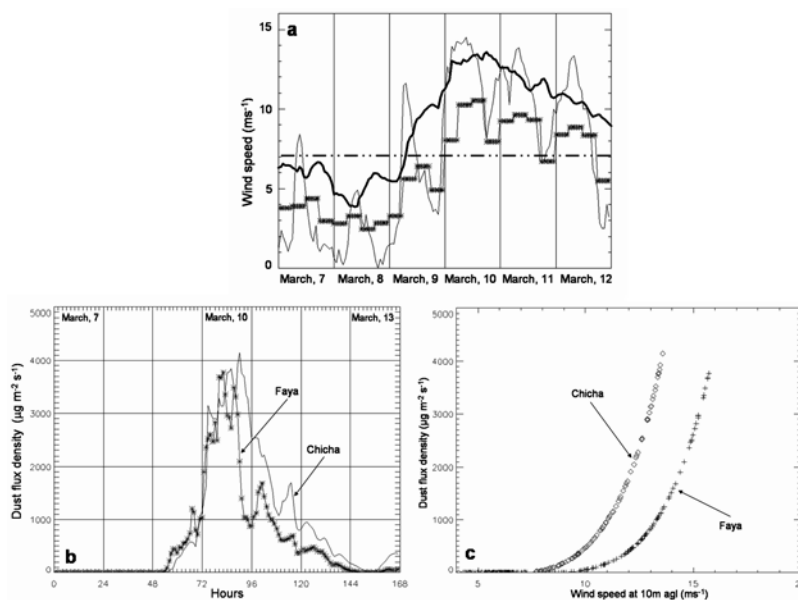 a
15
10
5
0
Wind speed (ms⁻¹)
March, 7 March, 8 March, 9 March, 10 March, 11 March, 12
March, 7 March, 10 March, 13
5000
4000
3000
2000
1000
0
Dust flux density (µg m⁻² s⁻¹)
Faya
Chicha
b
0 24 48 72 96 120 144 168
Hours
5000
4000
3000
2000
1000
0
Dust flux density (µg m⁻² s⁻¹)
Chicha
Faya
c
5 10 15
Wind speed at 10m agl (ms⁻¹)